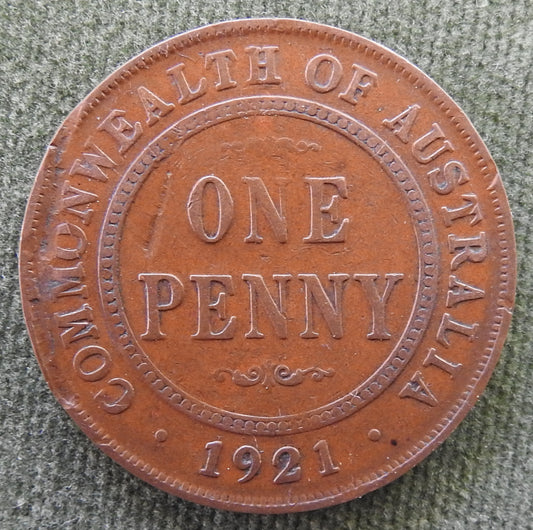 COMMONWEALTH OF AUSTRALIA
ONE
PENNY
· 1921 ·